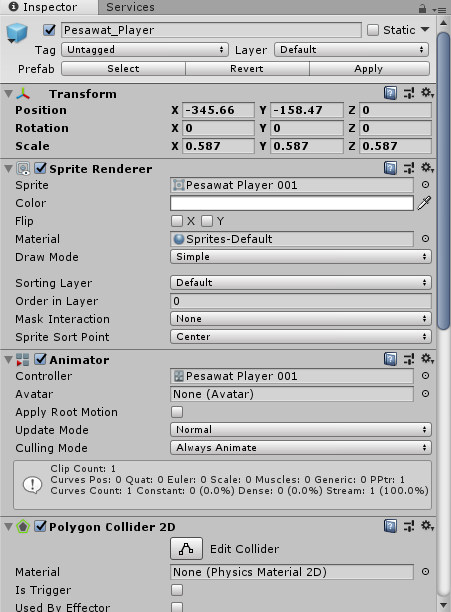 Inspector Services
Pesawat_Player Static
Tag Untagged Layer Default
Prefab Select Revert Apply
Transform
Position X -345.66 Y -158.47 Z 0
Rotation X 0 Y 0 Z 0
Scale X 0.587 Y 0.587 Z 0.587
Sprite Renderer
Sprite Pesawat Player 001
Color
Flip X Y
Material Sprites-Default
Draw Mode Simple
Sorting Layer Default
Order in Layer 0
Mask Interaction None
Sprite Sort Point Center
Animator
Controller Pesawat Player 001
Avatar None (Avatar)
Apply Root Motion
Update Mode Normal
Culling Mode Always Animate
Clip Count: 1
Curves Pos: 0 Quat: 0 Euler: 0 Scale: 0 Muscles: 0 Generic: 0 PPtr: 1
Curves Count: 1 Constant: 0 (0.0%) Dense: 0 (0.0%) Stream: 1 (100.0%)
Polygon Collider 2D
Edit Collider
Material None (Physics Material 2D)
Is Trigger
Used By Effector